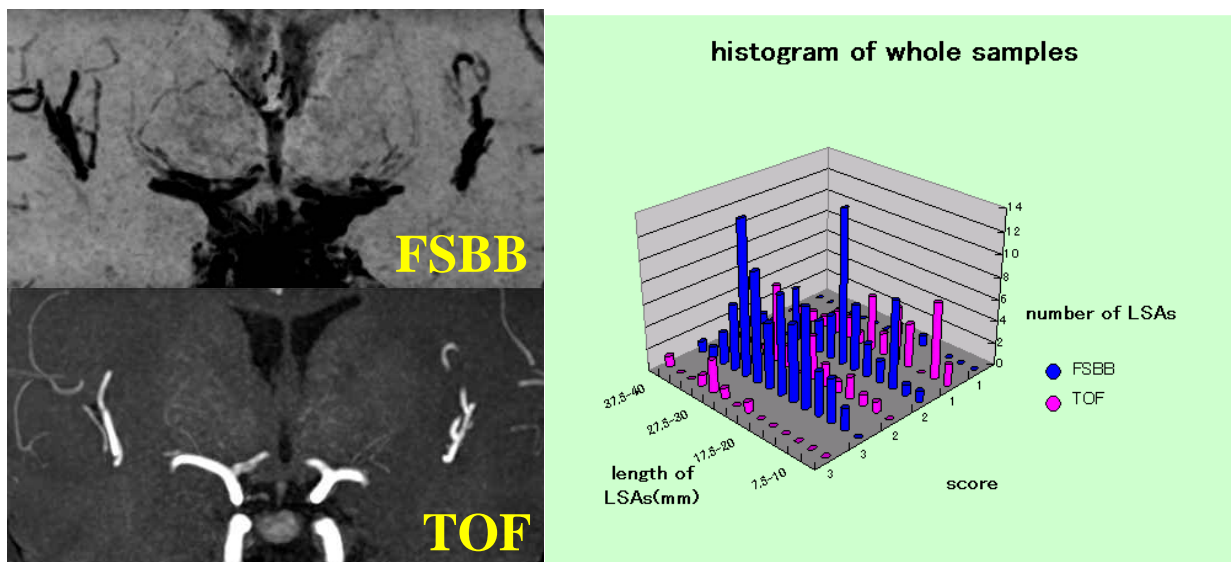 FSBB
TOF
histogram of whole samples
14
12
10
8
6
4
2
0
number of LSAs
FSBB
TOF
37.5-40
27.5-30
17.5-20
7.5-10
length of
LSAs(mm)
3
3
2
2
1
1
score